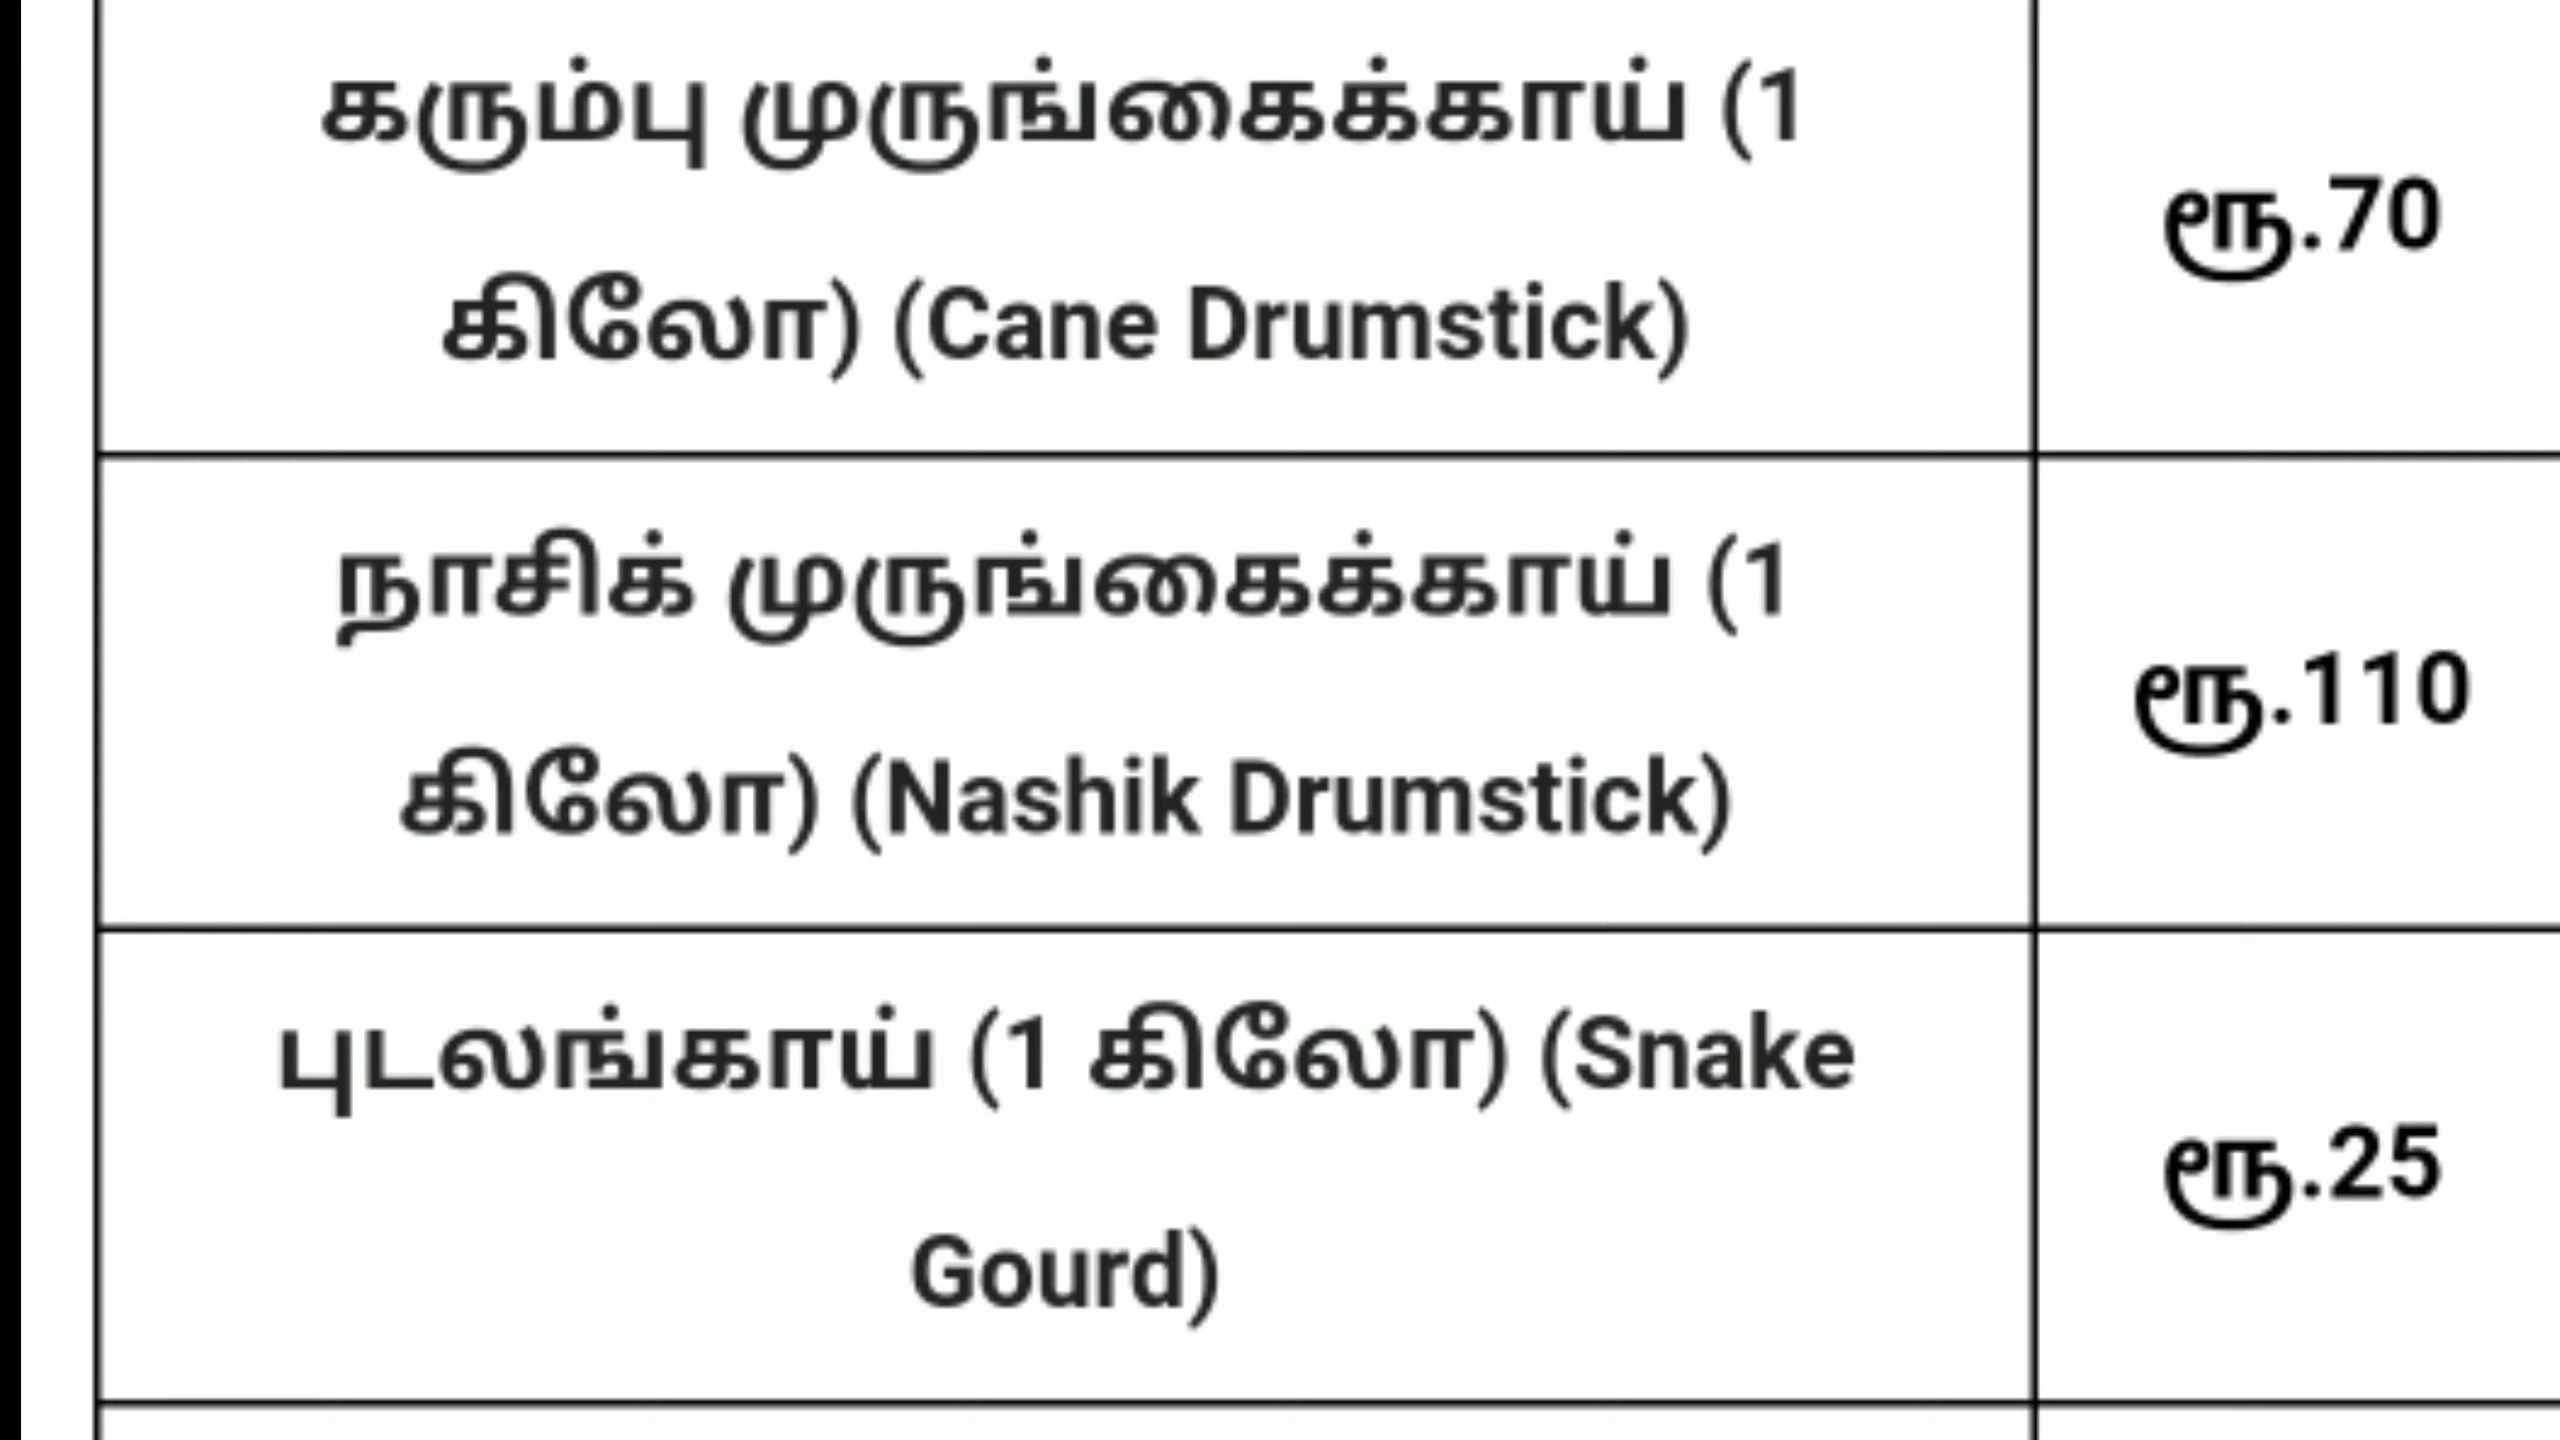 கரும்பு முருங்கைக்காய் (1
கிலோ) (Cane Drumstick)
ரூ.70
நாசிக் முருங்கைக்காய் (1
கிலோ) (Nashik Drumstick)
ரூ.110
புடலங்காய் (1 கிலோ) (Snake
Gourd)
ரூ.25